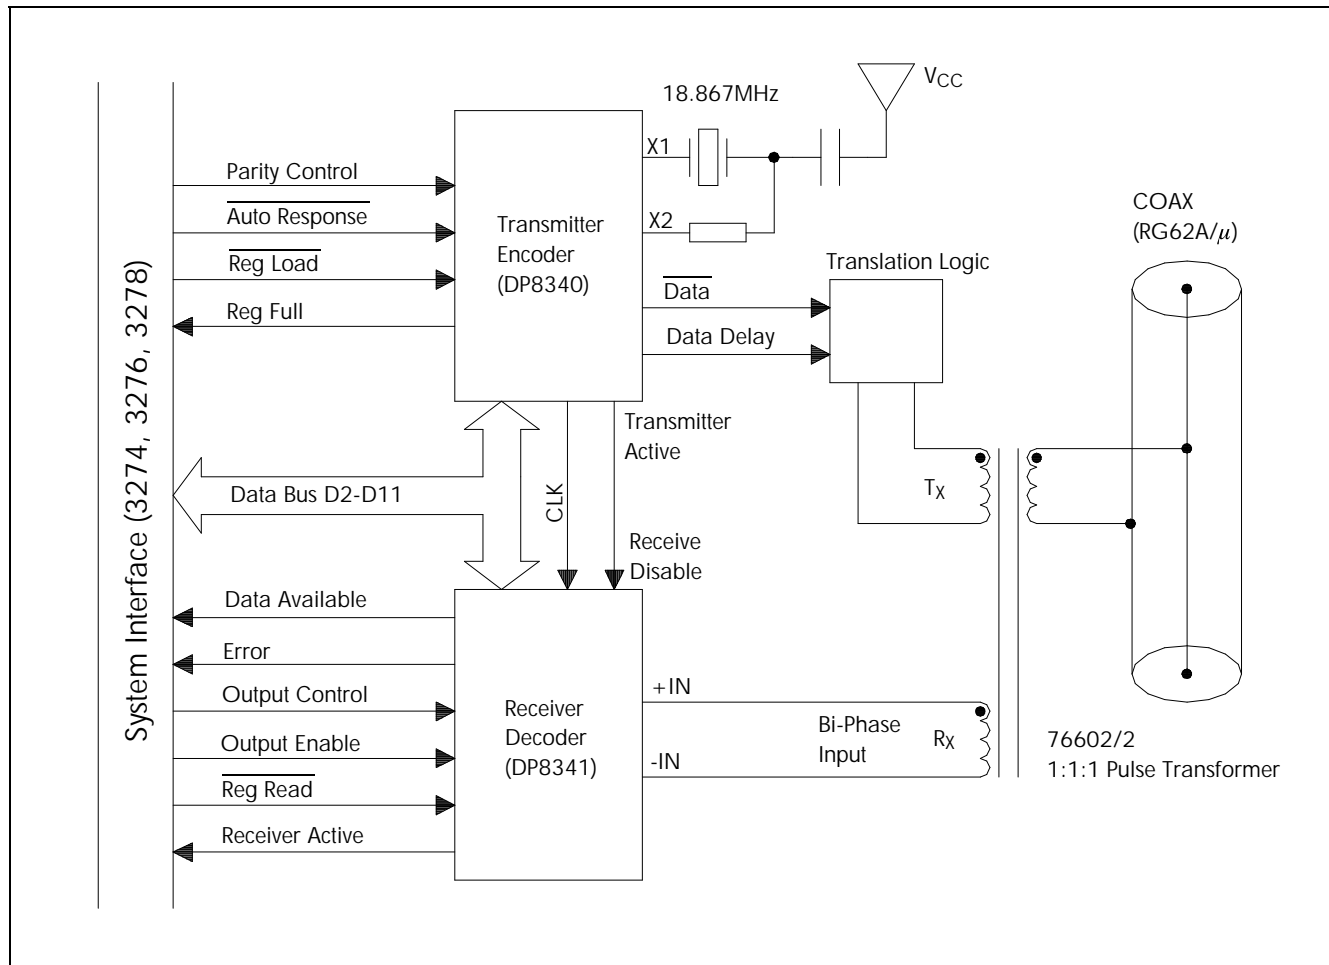 18.867MHz
VCC
X1
Parity Control
Auto Response
X2
Reg Load
Reg Full
Transmitter
Encoder
(DP8340)
Data
Data Delay
Translation Logic
COAX
(RG62A/μ)
System Interface (3274, 3276, 3278)
Transmitter
Active
Data Bus D2-D11
CLK
TX
Receive
Disable
Data Available
Error
Output Control
Output Enable
Reg Read
Receiver Active
Receiver
Decoder
(DP8341)
+IN
-IN
Bi-Phase
Input
RX
76602/2
1:1:1 Pulse Transformer